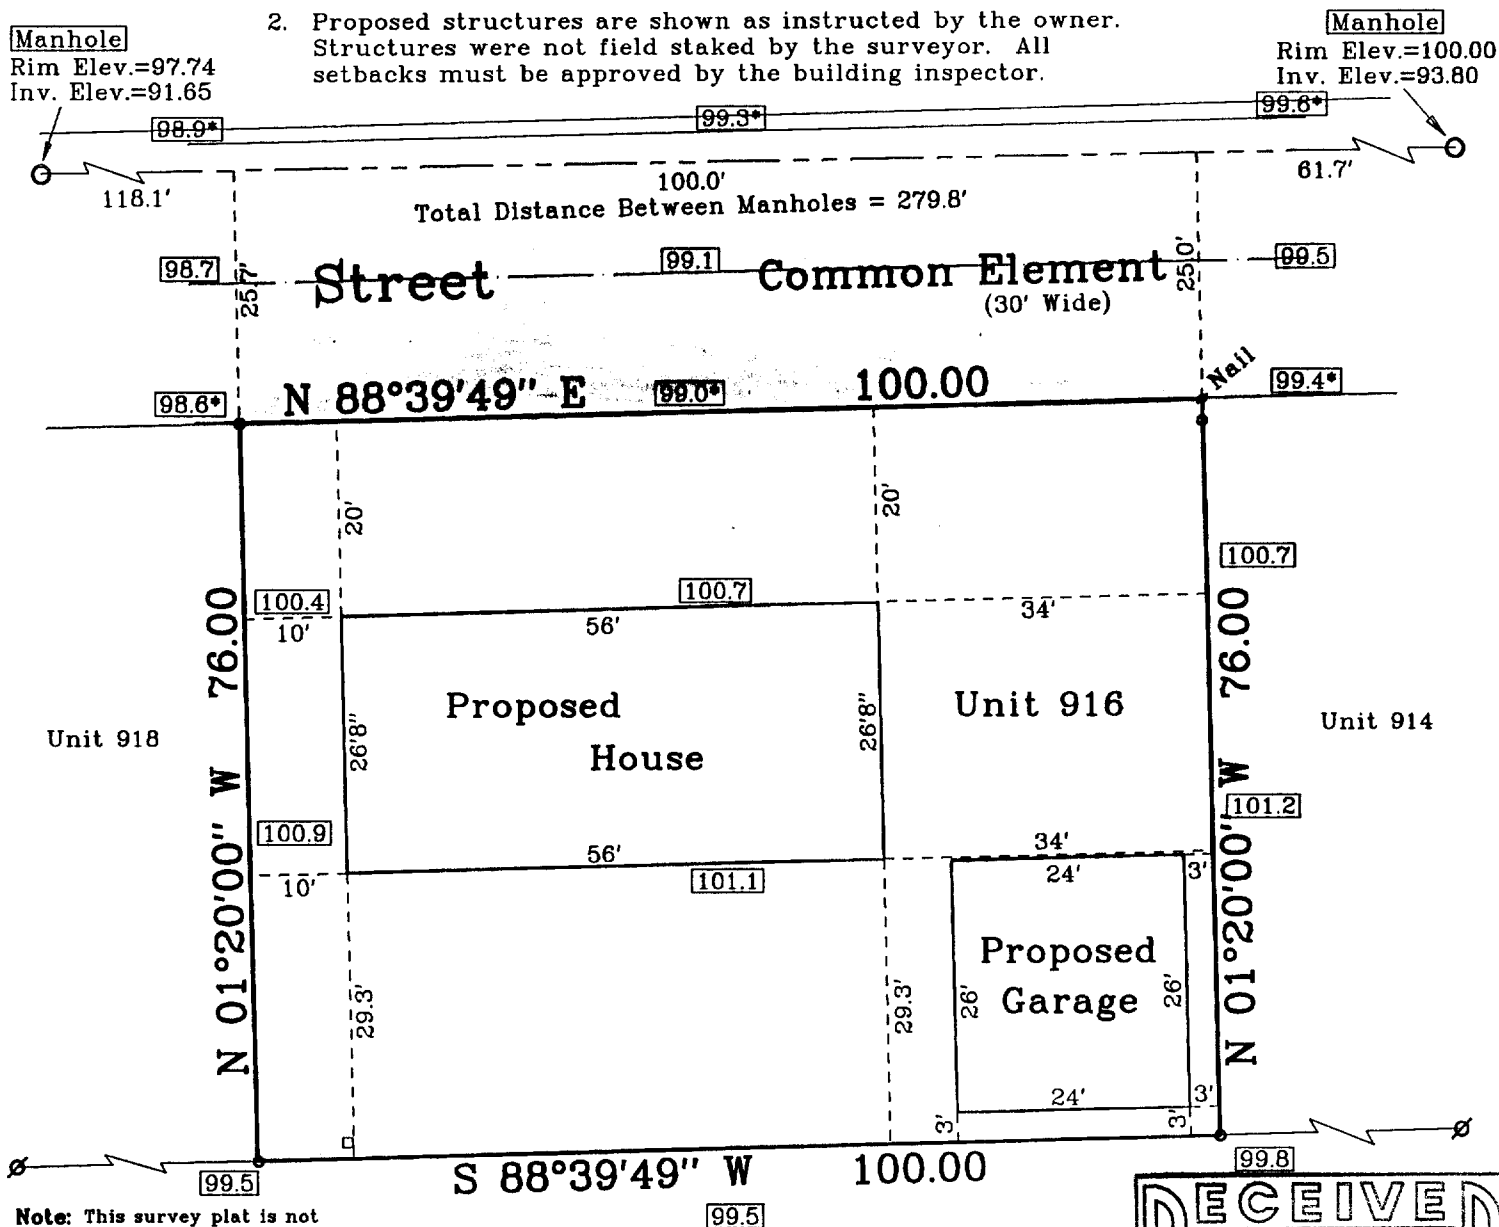 2. Proposed structures are shown as instructed by the owner.
Structures were not field staked by the surveyor. All
setbacks must be approved by the building inspector.
Manhole
Rim Elev.=97.74
Inv. Elev.=91.65
Manhole
Rim Elev.=100.00
Inv. Elev.=93.80
98.9*
99.3*
99.6*
118.1'
100.0'
61.7'
Total Distance Between Manholes = 279.8'
98.7
25.7'
Street
99.1
Common Element
(30' Wide)
25.0'
99.5
Nail
98.6*
N 88°39'49" E
99.0*
100.00
99.4*
20'
20'
100.7
100.4
100.7
10'
56'
34'
N 01°20'00" W 76.00
N 01°20'00" W 76.00
Unit 918
Proposed
House
26'8"
26'8"
Unit 916
Unit 914
101.2
100.9
10'
56'
101.1
34'
24'
3'
29.3'
29.3'
Proposed
Garage
26'
26'
24'
3'
3'
3'
99.5
S 88°39'49" W
100.00
99.8
Note: This survey plat is not
99.5
RECEIVED